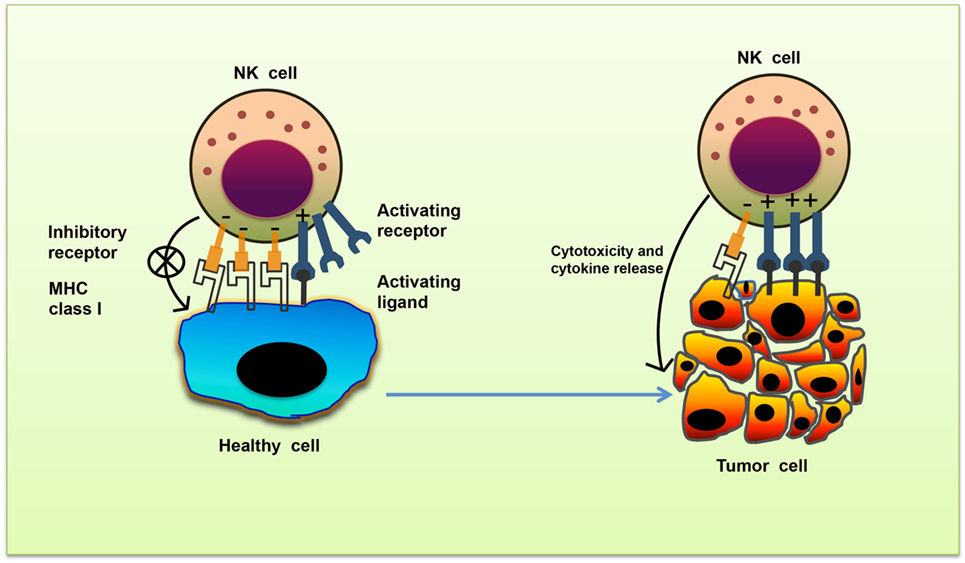 NK cell
Inhibitory
receptor
MHC
class I
- - - +
Activating
receptor
Activating
ligand
Healthy cell
NK cell
- + + +
Cytotoxicity and
cytokine release
Tumor cell